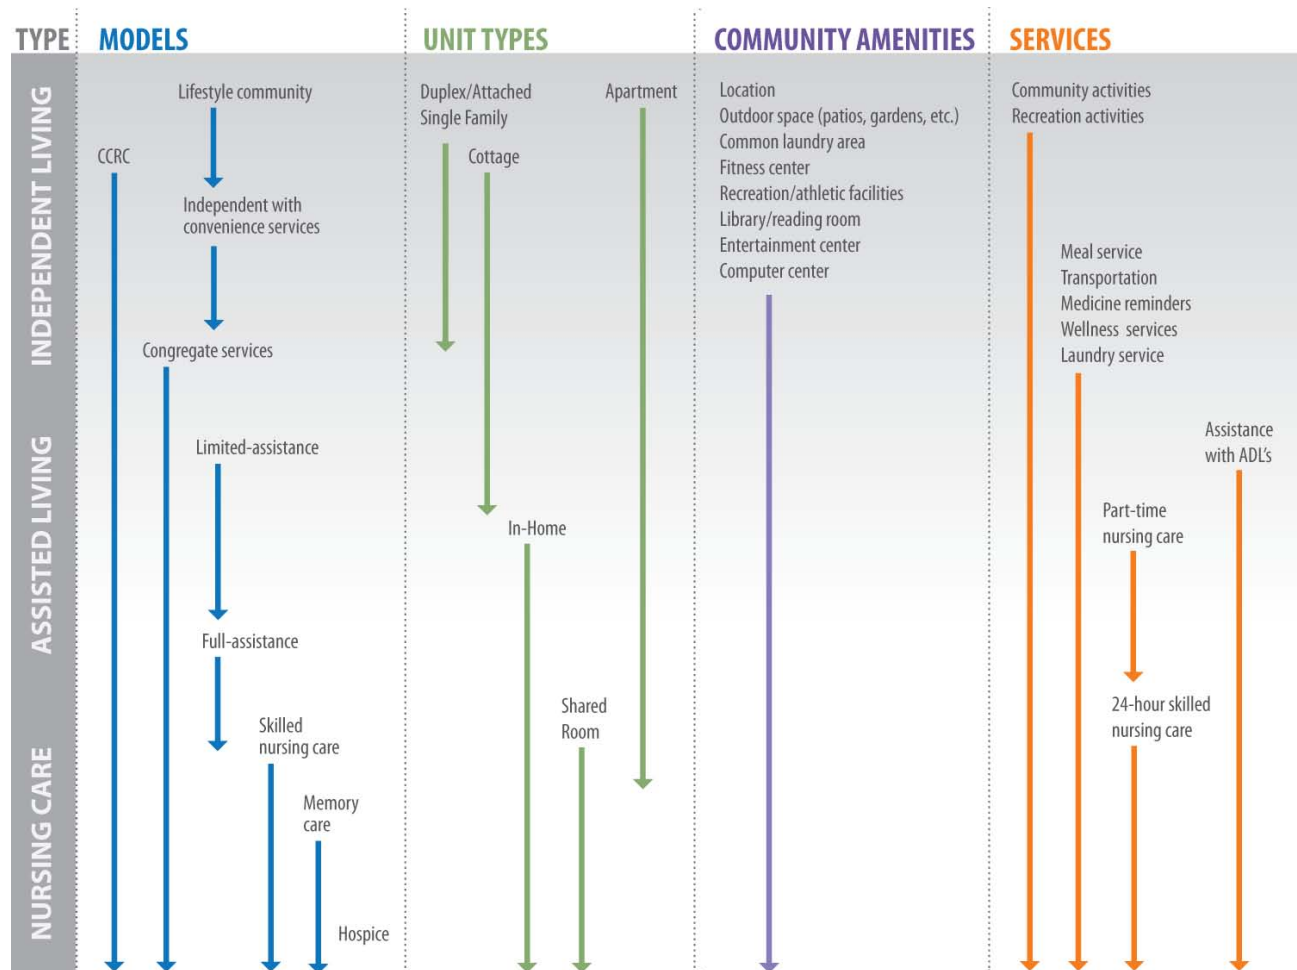 TYPE
MODELS
UNIT TYPES
COMMUNITY AMENITIES
SERVICES
INDEPENDENT LIVING
ASSISTED LIVING
NURSING CARE
Lifestyle community
CCRC
Independent with
convenience services
Congregate services
Limited-assistance
Full-assistance
Skilled
nursing care
Memory
care
Hospice
Duplex/Attached
Single Family
Apartment
Cottage
In-Home
Shared
Room
Location
Outdoor space (patios, gardens, etc.)
Common laundry area
Fitness center
Recreation/athletic facilities
Library/reading room
Entertainment center
Computer center
Community activities
Recreation activities
Meal service
Transportation
Medicine reminders
Wellness services
Laundry service
Assistance
with ADL's
Part-time
nursing care
24-hour skilled
nursing care